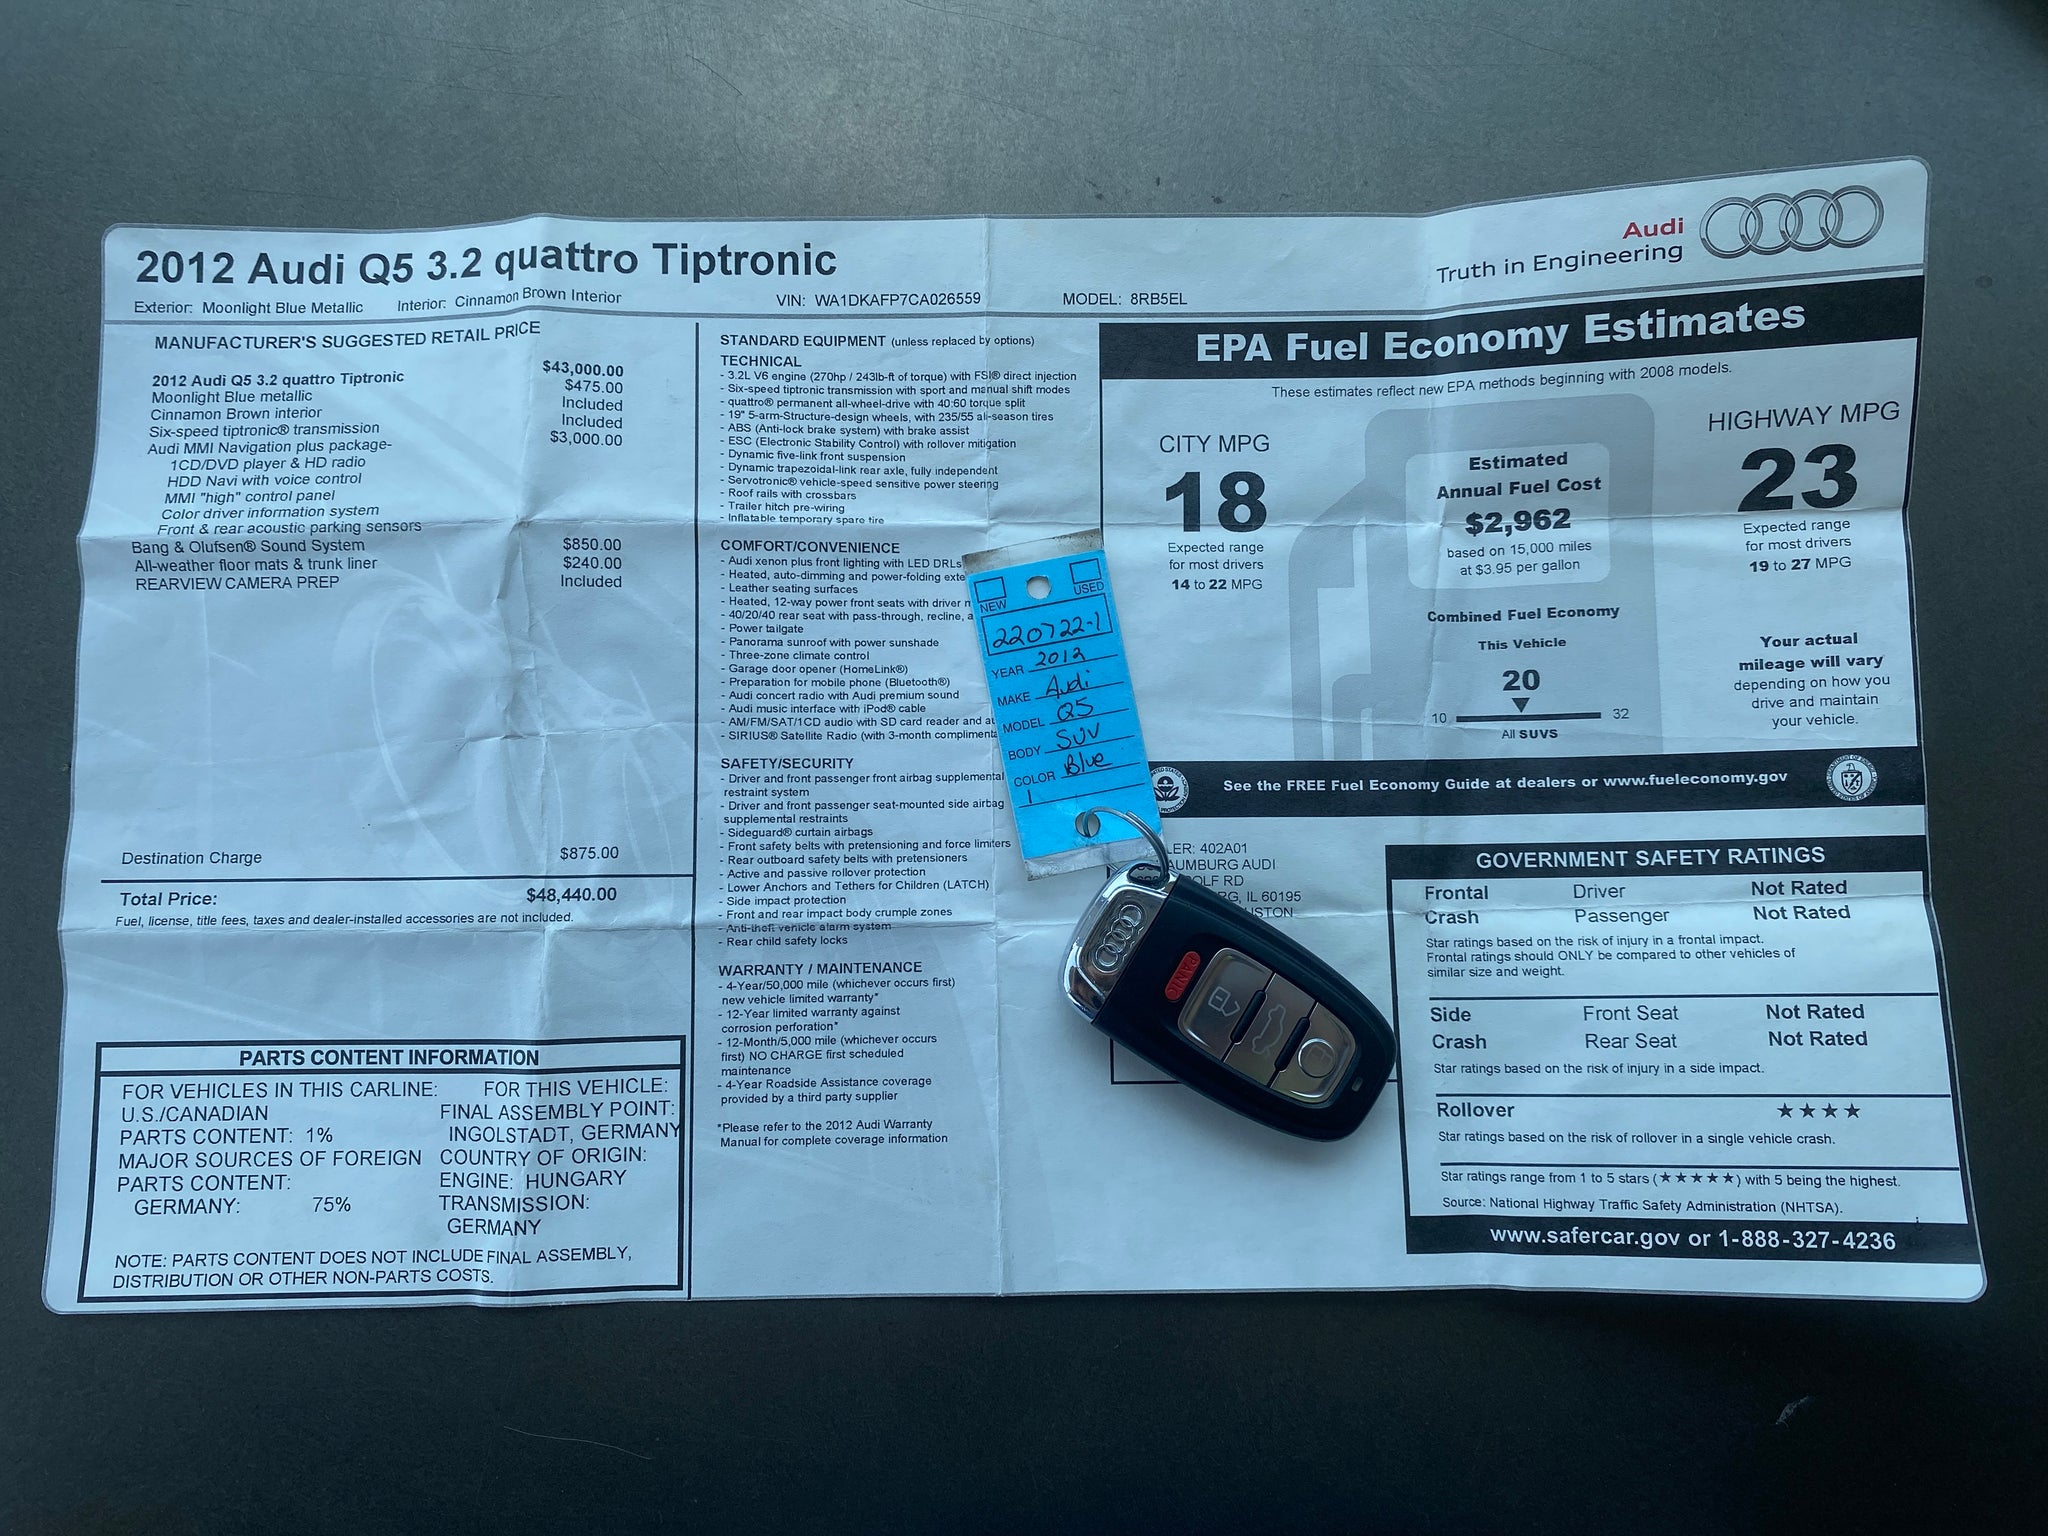 2012 Audi Q5 3.2 quattro Tiptronic
Exterior: Moonlight Blue Metallic Interior: Cinnamon Brown Interior VIN: WA1DKAFP7CA026559 MODEL: 8RB5EL
Audi
Truth in Engineering
MANUFACTURER'S SUGGESTED RETAIL PRICE
2012 Audi Q5 3.2 quattro Tiptronic $43,000.00
Moonlight Blue metallic $475.00
Cinnamon Brown interior Included
Six-speed tiptronic® transmission Included
Audi MMI Navigation plus package- $3,000.00
1CD/DVD player & HD radio
HDD Navi with voice control
MMI "high" control panel
Color driver information system
Front & rear acoustic parking sensors
Bang & Olufsen® Sound System $850.00
All-weather floor mats & trunk liner $240.00
REARVIEW CAMERA PREP Included
Destination Charge $875.00
Total Price: $48,440.00
Fuel, license, title fees, taxes and dealer-installed accessories are not included.
PARTS CONTENT INFORMATION
FOR VEHICLES IN THIS CARLINE:
U.S./CANADIAN
PARTS CONTENT: 1%
MAJOR SOURCES OF FOREIGN
PARTS CONTENT:
GERMANY: 75%
FOR THIS VEHICLE:
FINAL ASSEMBLY POINT:
INGOLSTADT, GERMANY
COUNTRY OF ORIGIN:
ENGINE: HUNGARY
TRANSMISSION:
GERMANY
NOTE: PARTS CONTENT DOES NOT INCLUDE FINAL ASSEMBLY,
DISTRIBUTION OR OTHER NON-PARTS COSTS.
STANDARD EQUIPMENT (unless replaced by options)
TECHNICAL
- 3.2L V6 engine (270hp / 243lb-ft of torque) with FSI® direct injection
- Six-speed tiptronic transmission with sport and manual shift modes
- quattro® permanent all-wheel-drive with 40:60 torque split
- 19" 5-arm-Structure-design wheels, with 235/55 all-season tires
- ABS (Anti-lock brake system) with brake assist
- ESC (Electronic Stability Control) with rollover mitigation
- Dynamic five-link front suspension
- Dynamic trapezoidal-link rear axle, fully independent
- Servotronic® vehicle-speed sensitive power steering
- Roof rails with crossbars
- Trailer hitch pre-wiring
- Inflatable temporary spare tire
COMFORT/CONVENIENCE
- Audi xenon plus front lighting with LED DRLs
- Heated, auto-dimming and power-folding exte
- Leather seating surfaces
- Heated, 12-way power front seats with driver
- 40/20/40 rear seat with pass-through, recline,
- Power tailgate
- Panorama sunroof with power sunshade
- Three-zone climate control
- Garage door opener (HomeLink®)
- Preparation for mobile phone (Bluetooth®)
- Audi concert radio with Audi premium sound
- Audi music interface with iPod® cable
- AM/FM/SAT/1CD audio with SD card reader and
- SIRIUS® Satellite Radio (with 3-month compliment
SAFETY/SECURITY
- Driver and front passenger front airbag supplemental
restraint system
- Driver and front passenger seat-mounted side airbag
supplemental restraints
- Sideguard® curtain airbags
- Front safety belts with pretensioning and force limiters
- Rear outboard safety belts with pretensioners
- Active and passive rollover protection
- Lower Anchors and Tethers for Children (LATCH)
- Side impact protection
- Front and rear impact body crumple zones
- Anti-theft vehicle alarm system
- Rear child safety locks
WARRANTY / MAINTENANCE
- 4-Year/50,000 mile (whichever occurs first)
new vehicle limited warranty*
- 12-Year limited warranty against
corrosion perforation*
- 12-Month/5,000 mile (whichever occurs
first) NO CHARGE first scheduled
maintenance
- 4-Year Roadside Assistance coverage
provided by a third party supplier
*Please refer to the 2012 Audi Warranty
Manual for complete coverage information
NEW USED
220722-1
YEAR 2012
MAKE Audi
MODEL Q5
BODY SUV
COLOR Blue
PANIC
LER: 402A01
AUMBURG AUDI
OLF RD
RG, IL 60195
USTON
EPA Fuel Economy Estimates
These estimates reflect new EPA methods beginning with 2008 models.
CITY MPG
18
Expected range
for most drivers
14 to 22 MPG
Estimated
Annual Fuel Cost
$2,962
based on 15,000 miles
at $3.95 per gallon
Combined Fuel Economy
This Vehicle
20
10 32
All SUVS
HIGHWAY MPG
23
Expected range
for most drivers
19 to 27 MPG
Your actual
mileage will vary
depending on how you
drive and maintain
your vehicle.
See the FREE Fuel Economy Guide at dealers or www.fueleconomy.gov
GOVERNMENT SAFETY RATINGS
Frontal Driver Not Rated
Crash Passenger Not Rated
Star ratings based on the risk of injury in a frontal impact.
Frontal ratings should ONLY be compared to other vehicles of
similar size and weight.
Side Front Seat Not Rated
Crash Rear Seat Not Rated
Star ratings based on the risk of injury in a side impact.
Rollover ★★★★
Star ratings based on the risk of rollover in a single vehicle crash.
Star ratings range from 1 to 5 stars (★★★★★) with 5 being the highest.
Source: National Highway Traffic Safety Administration (NHTSA).
www.safercar.gov or 1-888-327-4236